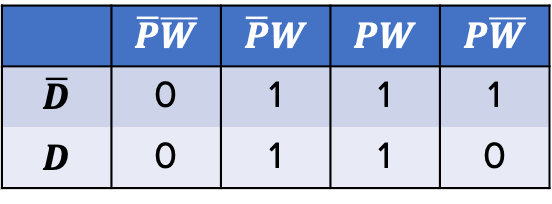 P̅W̅ P̅W PW PW̅
D̅ 0 1 1 1
D 0 1 1 0